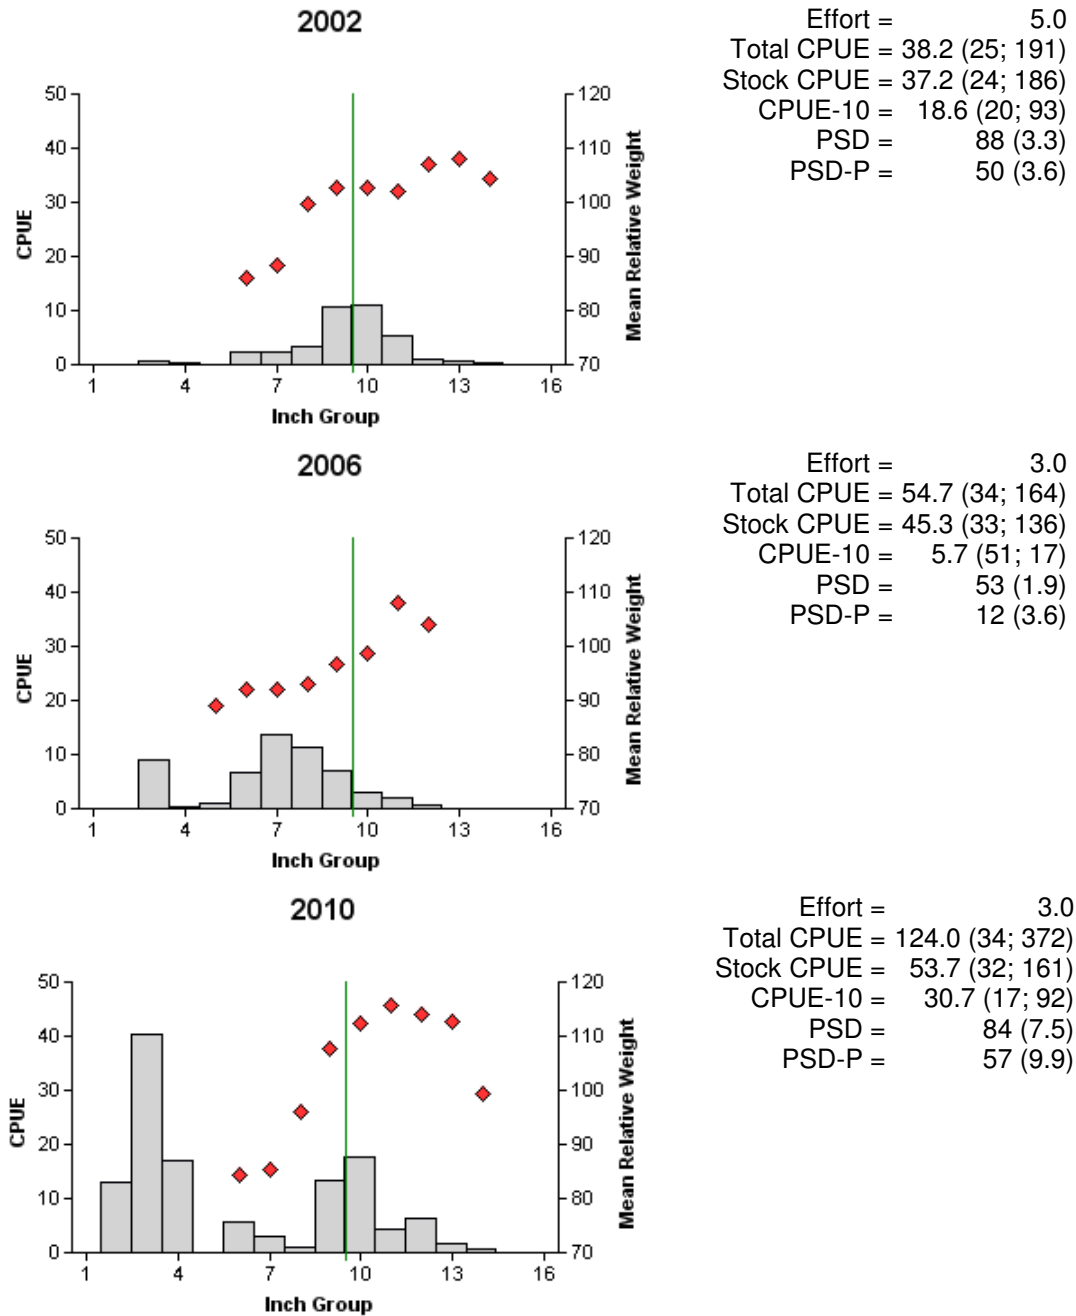 2002
Effort = 5.0
Total CPUE = 38.2 (25; 191)
Stock CPUE = 37.2 (24; 186)
CPUE-10 = 18.6 (20; 93)
PSD = 88 (3.3)
PSD-P = 50 (3.6)
50
40
30
20
10
0
CPUE
120
110
100
90
80
70
Mean Relative Weight
1 4 7 10 13 16
Inch Group
2006
Effort = 3.0
Total CPUE = 54.7 (34; 164)
Stock CPUE = 45.3 (33; 136)
CPUE-10 = 5.7 (51; 17)
PSD = 53 (1.9)
PSD-P = 12 (3.6)
50
40
30
20
10
0
CPUE
120
110
100
90
80
70
Mean Relative Weight
1 4 7 10 13 16
Inch Group
2010
Effort = 3.0
Total CPUE = 124.0 (34; 372)
Stock CPUE = 53.7 (32; 161)
CPUE-10 = 30.7 (17; 92)
PSD = 84 (7.5)
PSD-P = 57 (9.9)
50
40
30
20
10
0
CPUE
120
110
100
90
80
70
Mean Relative Weight
1 4 7 10 13 16
Inch Group